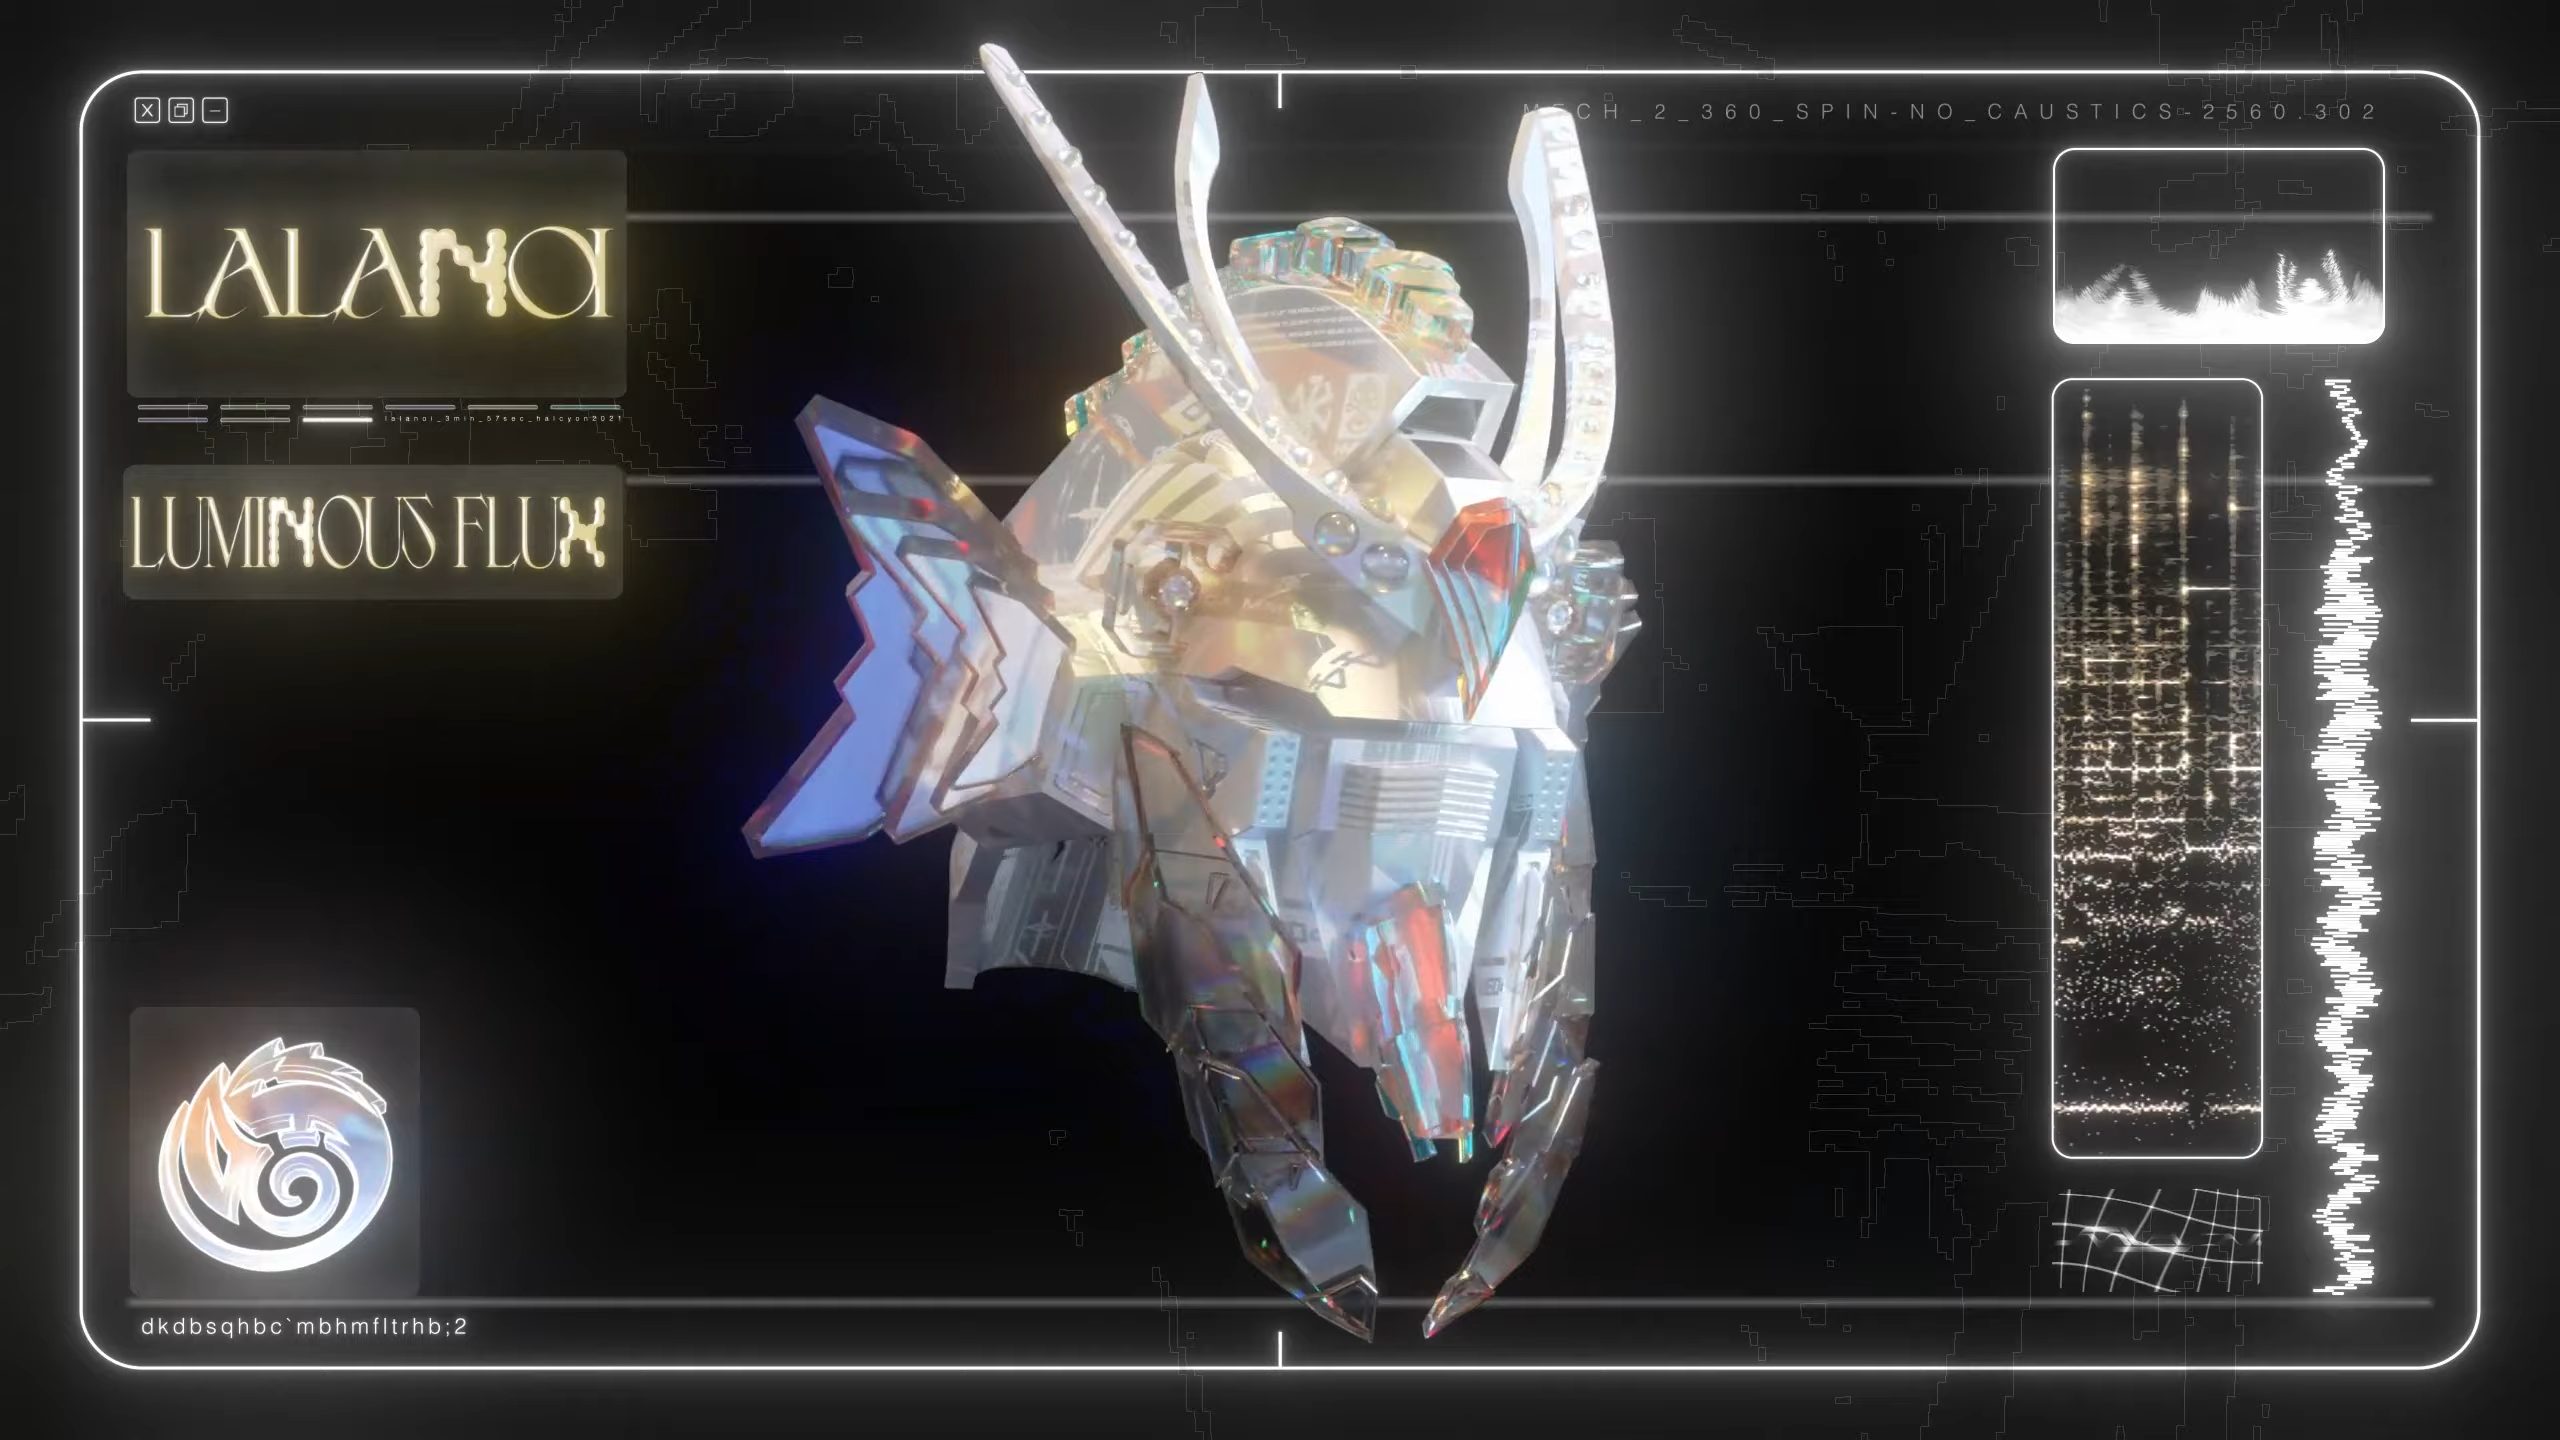 X
MECH_2_360_SPIN-NO_CAUSTICS-2560.302
LALANOI
lalanoi_3min_57sec_halcyon2021
LUMINOUS FLUX
dkdbsqhbc`mbhmfltrhb;2